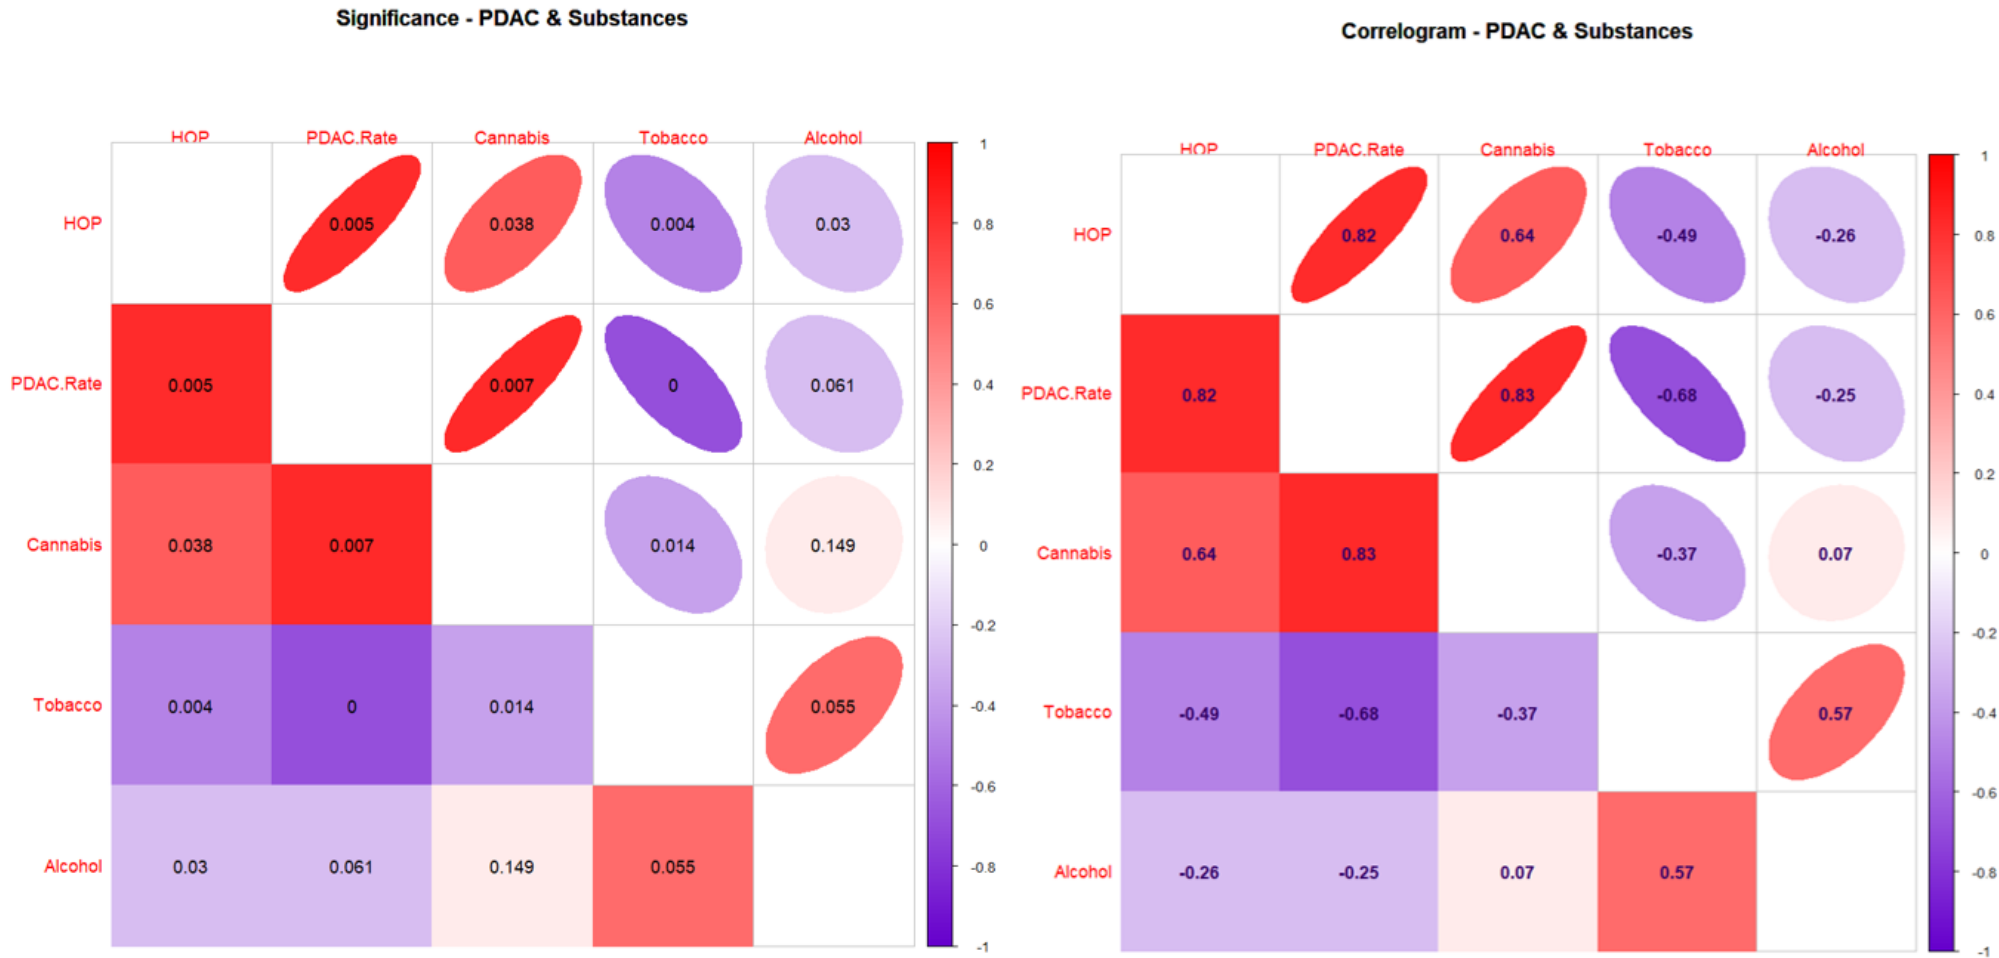 Significance - PDAC & Substances
HOP PDAC.Rate Cannabis Tobacco Alcohol
HOP 0.005 0.038 0.004 0.03
PDAC.Rate 0.005 0.007 0 0.061
Cannabis 0.038 0.007 0.014 0.149
Tobacco 0.004 0 0.014 0.055
Alcohol 0.03 0.061 0.149 0.055
1
0.8
0.6
0.4
0.2
0
-0.2
-0.4
-0.6
-0.8
-1
Correlogram - PDAC & Substances
HOP PDAC.Rate Cannabis Tobacco Alcohol
HOP 0.82 0.64 -0.49 -0.26
PDAC.Rate 0.82 0.83 -0.68 -0.25
Cannabis 0.64 0.83 -0.37 0.07
Tobacco -0.49 -0.68 -0.37 0.57
Alcohol -0.26 -0.25 0.07 0.57
1
0.8
0.6
0.4
0.2
0
-0.2
-0.4
-0.6
-0.8
-1